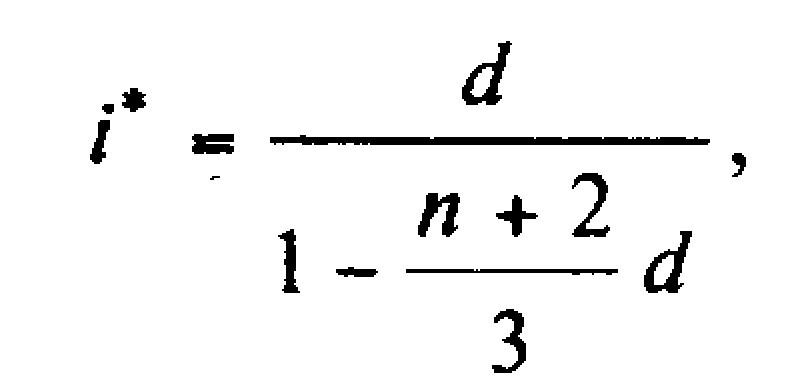 i* = d / (1 - (n + 2)/3 d),